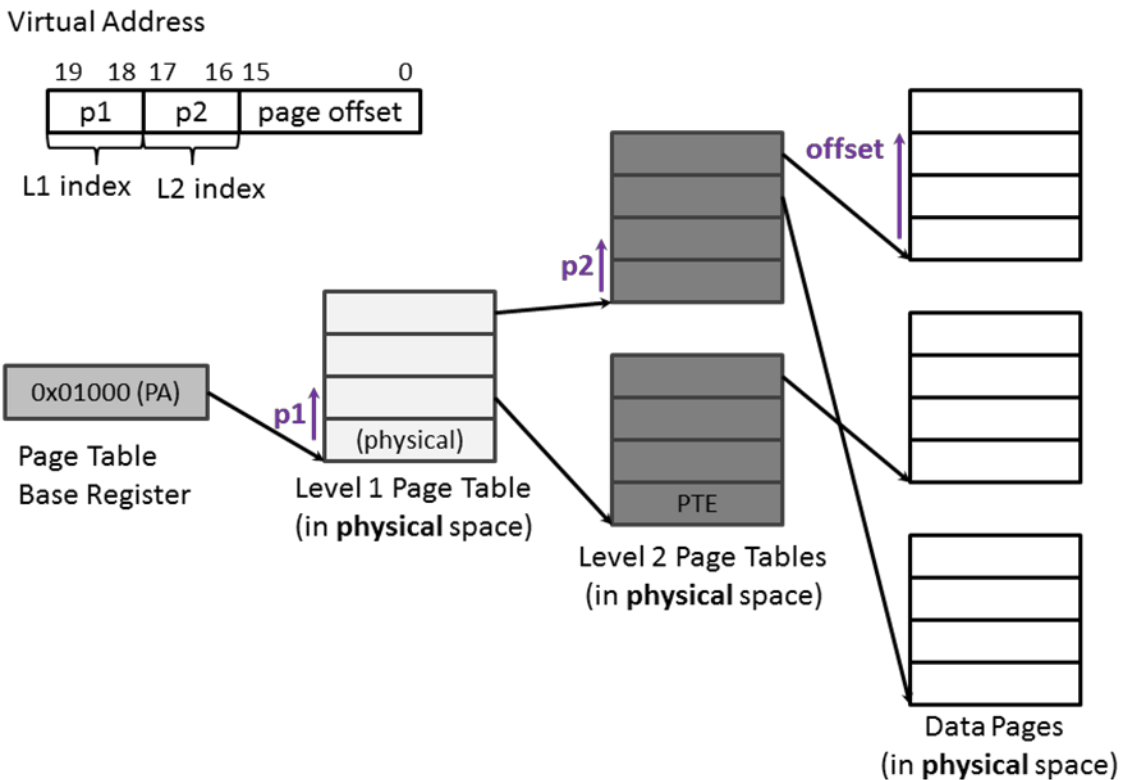 Virtual Address
19 18 17 16 15 0
p1 p2 page offset
L1 index L2 index
offset
p2
0x01000 (PA)
p1
(physical)
Page Table
Base Register
Level 1 Page Table
(in physical space)
PTE
Level 2 Page Tables
(in physical space)
Data Pages
(in physical space)